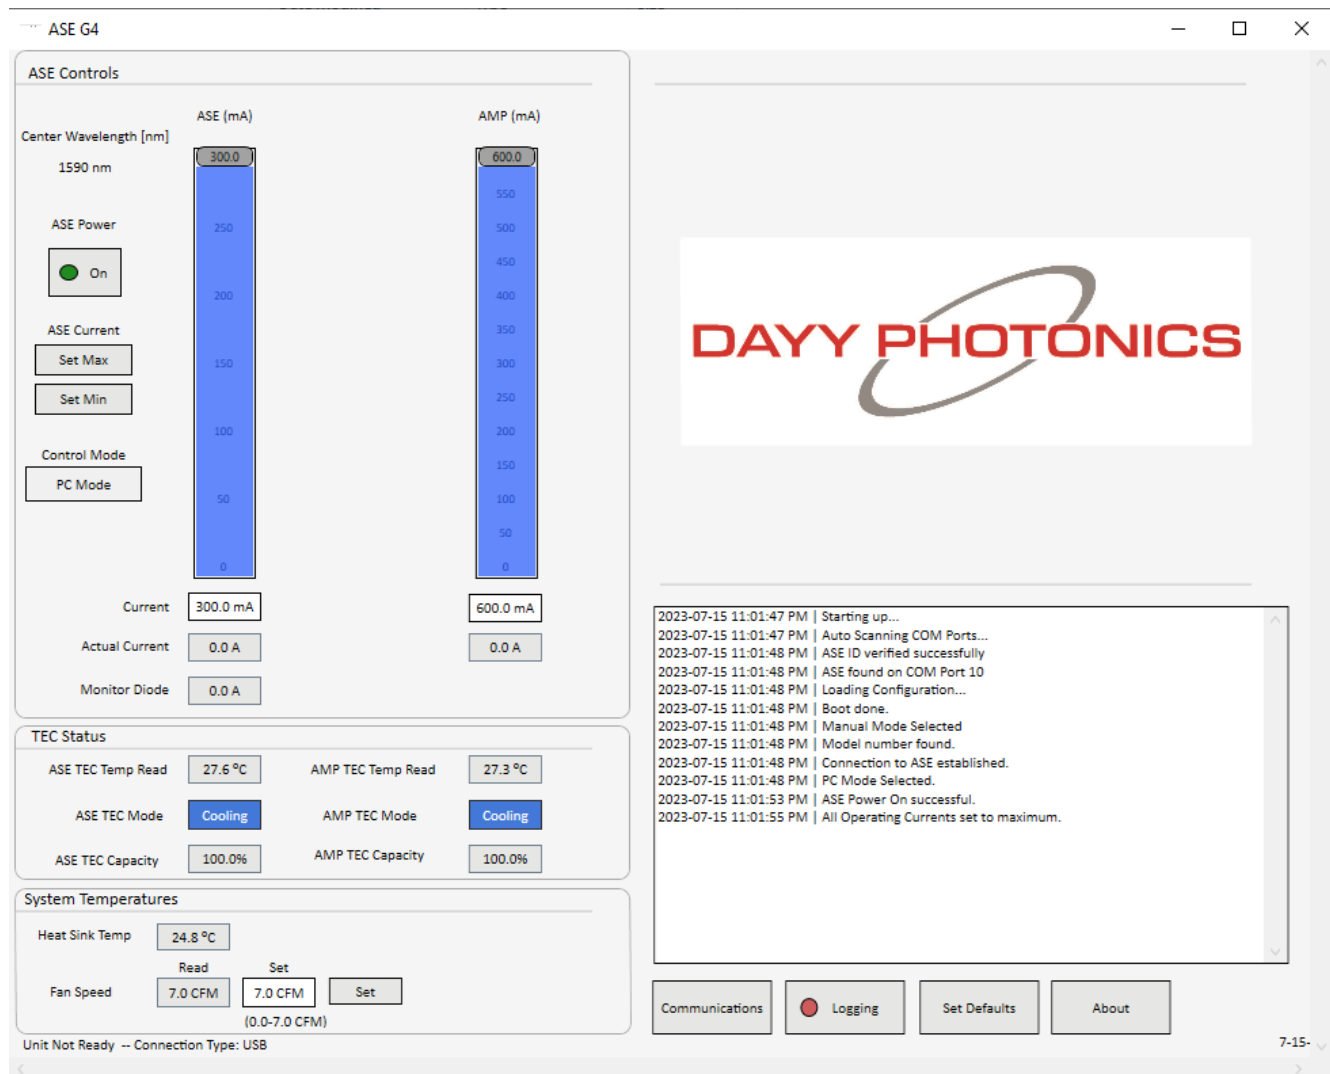 ASE G4
ASE Controls
ASE (mA)
AMP (mA)
Center Wavelength [nm]
1590 nm
300.0
250
200
150
100
50
0
600.0
550
500
450
400
350
300
250
200
150
100
50
0
ASE Power
On
ASE Current
Set Max
Set Min
Control Mode
PC Mode
Current 300.0 mA 600.0 mA
Actual Current 0.0 A 0.0 A
Monitor Diode 0.0 A
TEC Status
ASE TEC Temp Read 27.6 °C AMP TEC Temp Read 27.3 °C
ASE TEC Mode Cooling AMP TEC Mode Cooling
ASE TEC Capacity 100.0% AMP TEC Capacity 100.0%
System Temperatures
Heat Sink Temp 24.8 °C
Read Set
Fan Speed 7.0 CFM 7.0 CFM Set
(0.0-7.0 CFM)
Unit Not Ready -- Connection Type: USB
DAYY PHOTONICS
2023-07-15 11:01:47 PM | Starting up...
2023-07-15 11:01:47 PM | Auto Scanning COM Ports...
2023-07-15 11:01:48 PM | ASE ID verified successfully
2023-07-15 11:01:48 PM | ASE found on COM Port 10
2023-07-15 11:01:48 PM | Loading Configuration...
2023-07-15 11:01:48 PM | Boot done.
2023-07-15 11:01:48 PM | Manual Mode Selected
2023-07-15 11:01:48 PM | Model number found.
2023-07-15 11:01:48 PM | Connection to ASE established.
2023-07-15 11:01:48 PM | PC Mode Selected.
2023-07-15 11:01:53 PM | ASE Power On successful.
2023-07-15 11:01:55 PM | All Operating Currents set to maximum.
Communications Logging Set Defaults About
7-15-